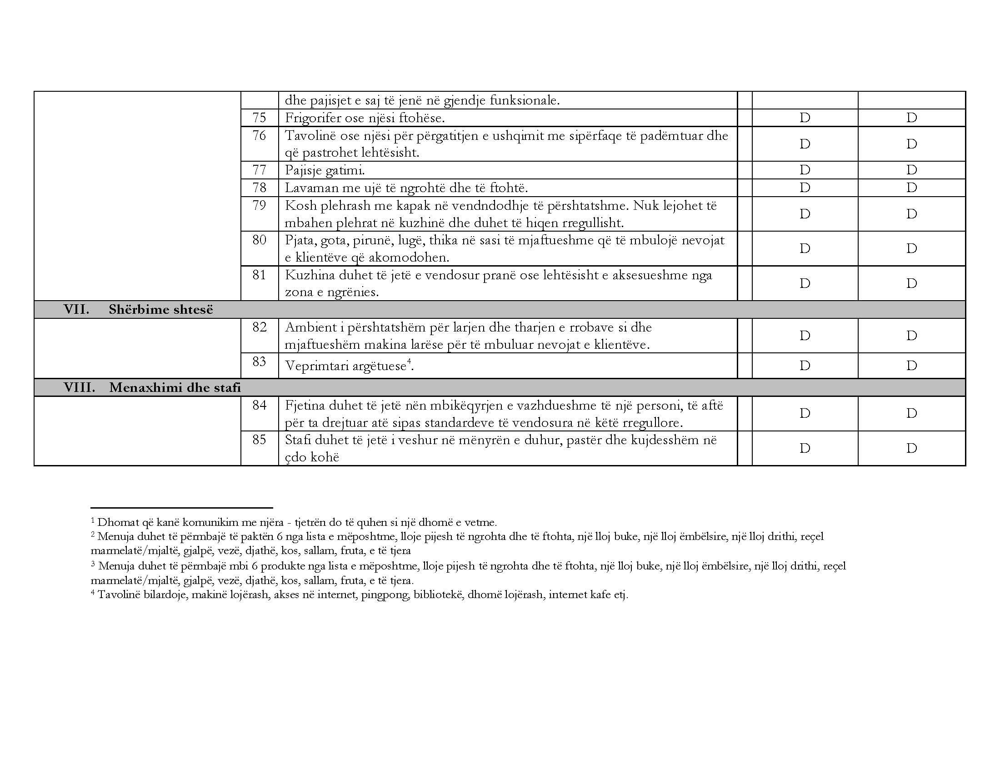 dhe pajisjet e saj të jenë në gjendje funksionale.
75 Frigorifer ose njësi ftohëse. D D
76 Tavolinë ose njësi për përgatitjen e ushqimit me sipërfaqe të padëmtuar dhe
që pastrohet lehtësisht. D D
77 Pajisje gatimi. D D
78 Lavaman me ujë të ngrohtë dhe të ftohtë. D D
79 Kosh plehrash me kapak në vendndodhje të përshtatshme. Nuk lejohet të
mbahen plehrat në kuzhinë dhe duhet të hiqen rregullisht. D D
80 Pjata, gota, pirunë, lugë, thika në sasi të mjaftueshme që të mbulojë nevojat
e klientëve që akomodohen. D D
81 Kuzhina duhet të jetë e vendosur pranë ose lehtësisht e aksesueshme nga
zona e ngrënies. D D
VII. Shërbime shtesë
82 Ambient i përshtatshëm për larjen dhe tharjen e rrobave si dhe
mjaftueshëm makina larëse për të mbuluar nevojat e klientëve. D D
83 Veprimtari argëtuese⁴. D D
VIII. Menaxhimi dhe stafi
84 Fjetina duhet të jetë nën mbikëqyrjen e vazhdueshme të një personi, të aftë
për ta drejtuar atë sipas standardeve të vendosura në këtë rregullore. D D
85 Stafi duhet të jetë i veshur në mënyrën e duhur, pastër dhe kujdesshëm në
çdo kohë D D
¹ Dhomat që kanë komunikim me njëra - tjetrën do të quhen si një dhomë e vetme.
² Menuja duhet të përmbajë të paktën 6 nga lista e mëposhtme, lloje pijesh të ngrohta dhe të ftohta, një lloj buke, një lloj ëmbëlsire, një lloj drithi, reçel
marmelatë/mjaltë, gjalpë, vezë, djathë, kos, sallam, fruta, e të tjera
³ Menuja duhet të përmbajë mbi 6 produkte nga lista e mëposhtme, lloje pijesh të ngrohta dhe të ftohta, një lloj buke, një lloj ëmbëlsire, një lloj drithi, reçel
marmelatë/mjaltë, gjalpë, vezë, djathë, kos, sallam, fruta, e të tjera.
⁴ Tavolinë bilardoje, makinë lojërash, akses në internet, pingpong, bibliotekë, dhomë lojërash, internet kafe etj.